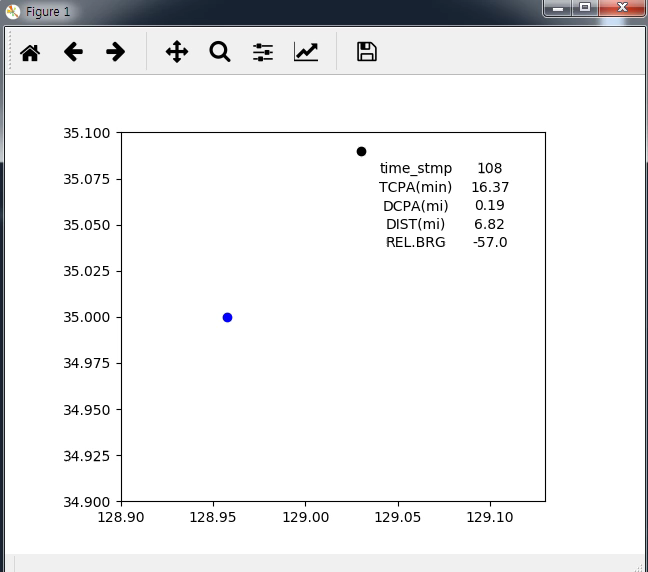 Figure 1
35.100
35.075
35.050
35.025
35.000
34.975
34.950
34.925
34.900
time_stmp 108
TCPA(min) 16.37
DCPA(mi) 0.19
DIST(mi) 6.82
REL.BRG -57.0
128.90 128.95 129.00 129.05 129.10